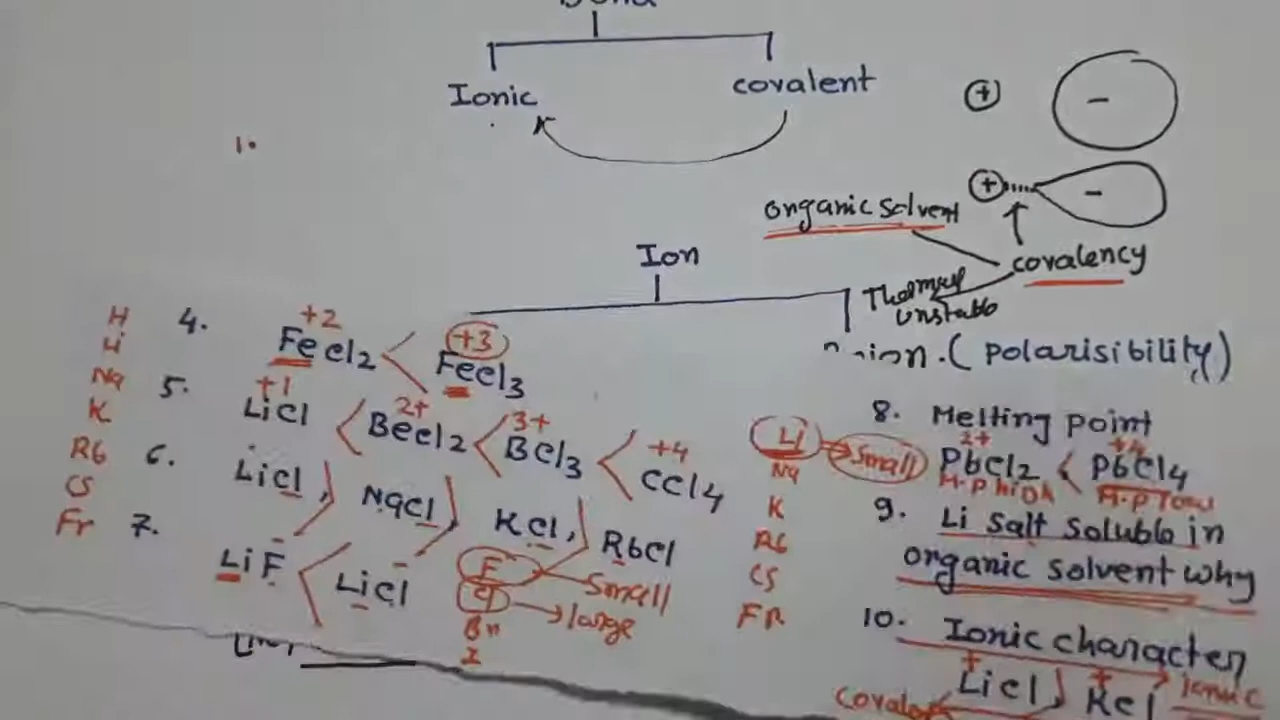 Ionic
covalent
+
-
+
-
1.
organic solvent
covalency
Thermal
unstable
Ion
(polarisibility)
H
Li
Na
K
Rb
Cs
Fr
4.
+2
FeCl2 < FeCl3
+3
5.
+1
LiCl < BeCl2 < BCl3 < CCl4
2+
3+
+4
6.
LiCl > NaCl > KCl > RbCl
7.
LiF < LiCl
F
small
Cl
large
Br
I
Li
small
Na
K
Rb
Cs
FR
8. Melting point
2+
+4
PbCl2 < PbCl4
M.P high
M.P low
9. Li salt soluble in
organic solvent why
10. Ionic character
+
+
LiCl > KCl
Ionic